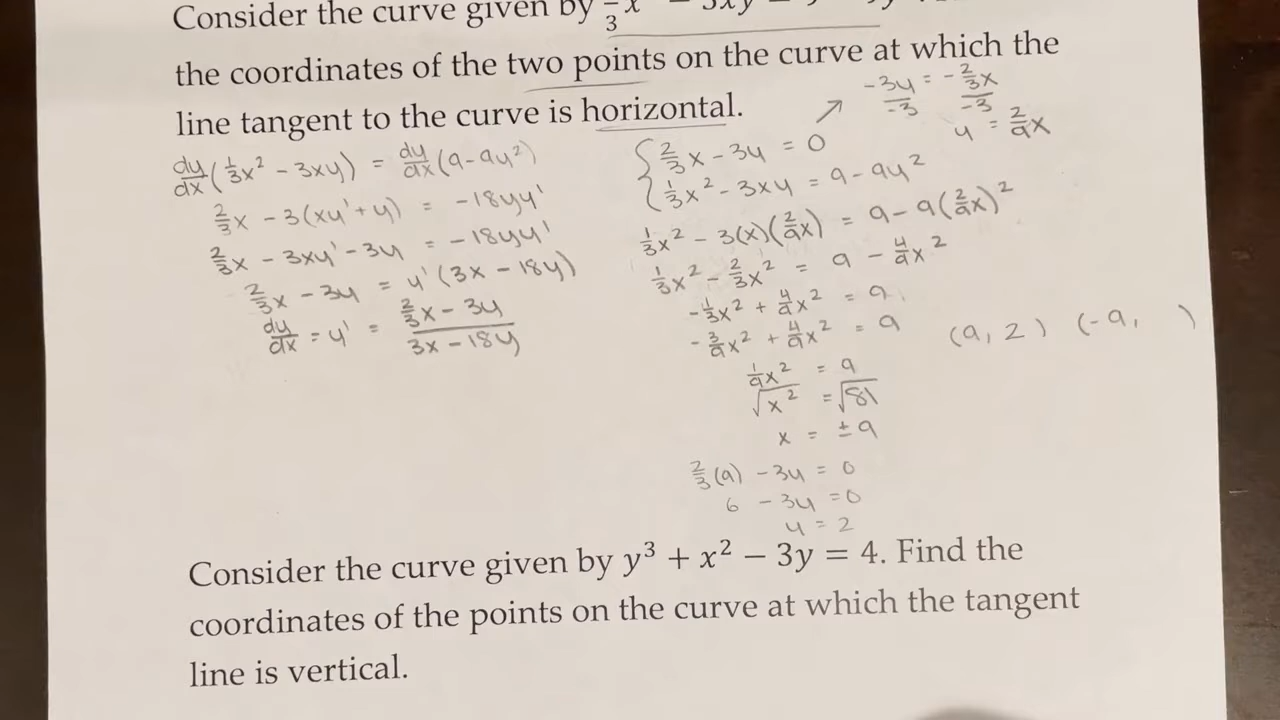 Consider the curve given by 1/3 x
the coordinates of the two points on the curve at which the
line tangent to the curve is horizontal.
dy/dx (1/3x² - 3xy) = dy/dx (9 - 9y²)
2/3x - 3(xy' + y) = -18yy'
2/3x - 3xy' - 3y = -18yy'
2/3x - 3y = y'(3x - 18y)
dy/dx = y' = (2/3x - 3y)/(3x - 18y)
-3y/-3 = -2/3x/-3
y = 2/9x
{ 2/3x - 3y = 0
1/3x² - 3xy = 9 - 9y²
1/3x² - 3(x)(2/9x) = 9 - 9(2/9x)²
1/3x² - 2/3x² = 9 - 4/9x²
-1/3x² + 4/9x² = 9
-3/9x² + 4/9x² = 9
1/9x² = 9
√x² = √81
x = ±9
2/3(9) - 3y = 0
6 - 3y = 0
y = 2
(9, 2) (-9, )
Consider the curve given by y³ + x² − 3y = 4. Find the
coordinates of the points on the curve at which the tangent
line is vertical.